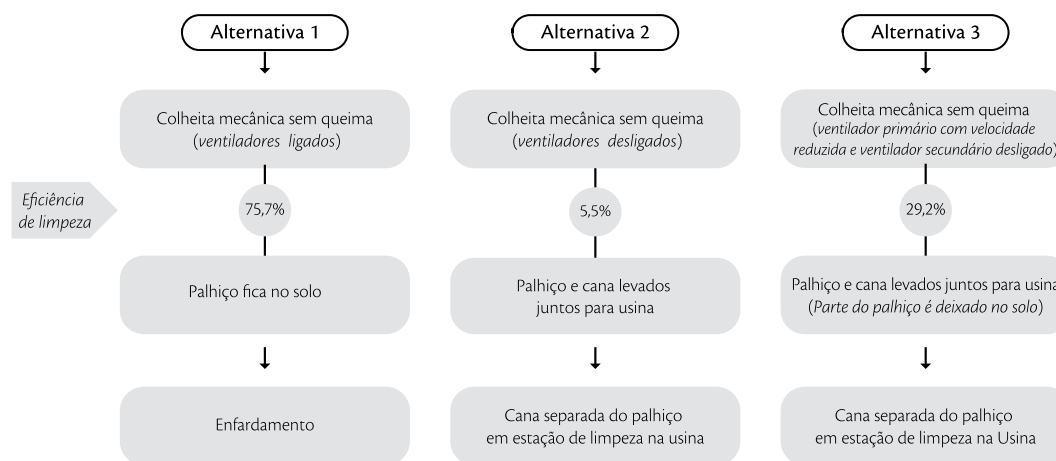 Alternativa 1
Alternativa 2
Alternativa 3
Colheita mecânica sem queima
(ventiladores ligados)
Colheita mecânica sem queima
(ventiladores desligados)
Colheita mecânica sem queima
(ventilador primário com velocidade
reduzida e ventilador secundário desligado)
Eficiência
de limpeza
75,7%
5,5%
29,2%
Palhiço fica no solo
Palhiço e cana levados
juntos para usina
Palhiço e cana levados juntos para usina
(Parte do palhiço é deixado no solo)
Enfardamento
Cana separada do palhiço
em estação de limpeza na usina
Cana separada do palhiço
em estação de limpeza na Usina